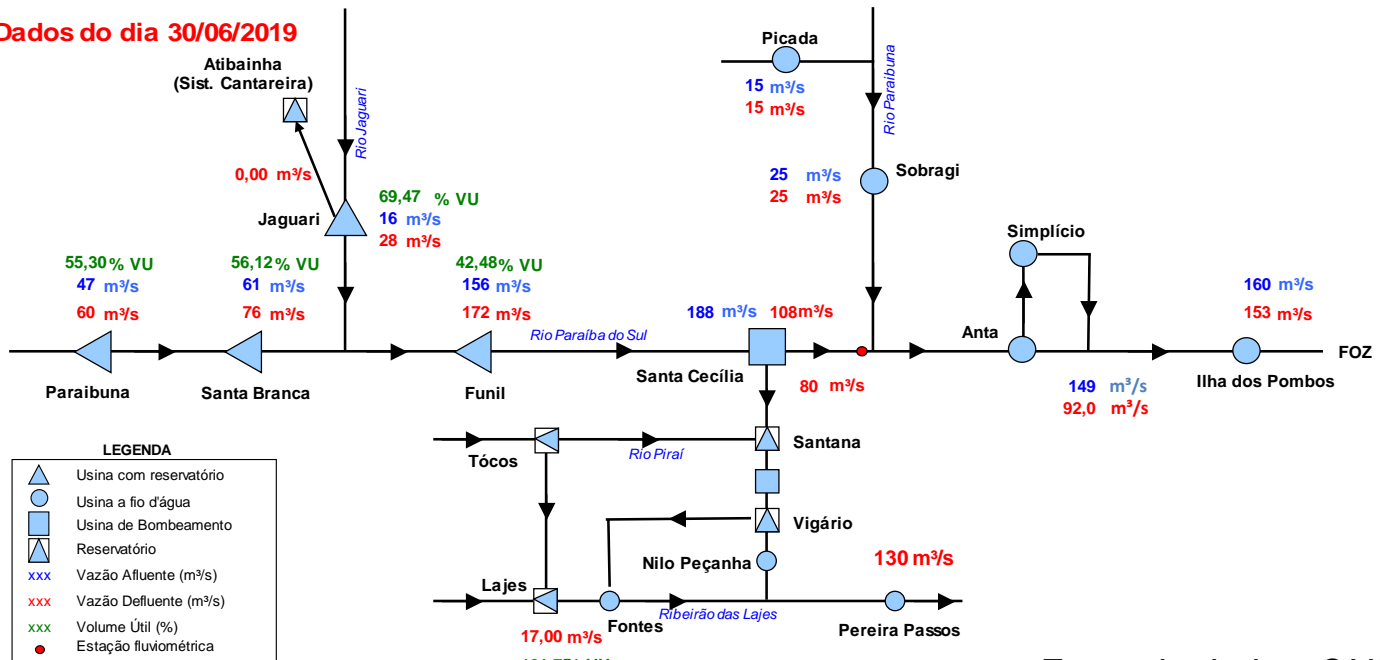 Dados do dia 30/06/2019
Atibainha
(Sist. Cantareira)
Rio Jaguari
0,00 m³/s
Jaguari
69,47 % VU
16 m³/s
28 m³/s
Picada
15 m³/s
15 m³/s
Rio Paraibuna
25 m³/s
25 m³/s
Sobragi
Simplício
55,30 % VU
47 m³/s
60 m³/s
Paraibuna
56,12 % VU
61 m³/s
76 m³/s
Santa Branca
42,48% VU
156 m³/s
172 m³/s
Funil
Rio Paraíba do Sul
188 m³/s 108m³/s
Santa Cecília
80 m³/s
Anta
149 m³/s
92,0 m³/s
160 m³/s
153 m³/s
Ilha dos Pombos
FOZ
Tócos
Rio Piraí
Santana
Vigário
Nilo Peçanha
130 m³/s
Lajes
17,00 m³/s
Fontes
Ribeirão das Lajes
Pereira Passos
LEGENDA
Usina com reservatório
Usina a fio d'água
Usina de Bombeamento
Reservatório
xxx Vazão Afluente (m³/s)
xxx Vazão Defluente (m³/s)
xxx Volume Útil (%)
Estação fluviométrica